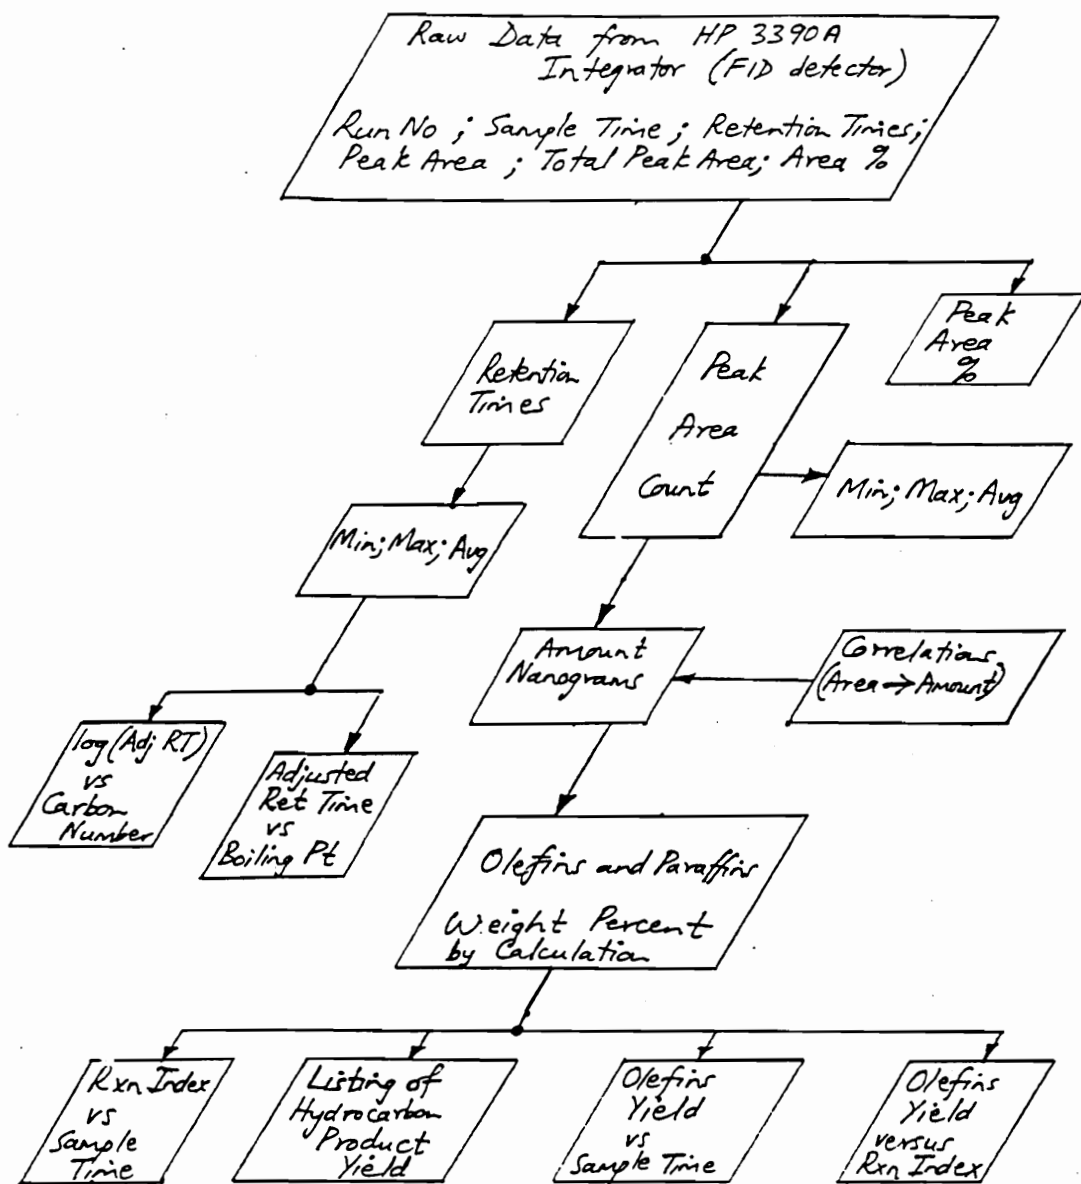 Raw Data from HP 3390A
Integrator (FID detector)
Run No ; Sample Time ; Retention Times;
Peak Area ; Total Peak Area; Area %
Peak
Area
%
Retention
Times
Peak
Area
Count
Min; Max; Avg
Min; Max; Avg
Amount
Nanograms
Correlations
(Area → Amount)
log (Adj RT)
vs
Carbon
Number
Adjusted
Ret Time
vs
Boiling Pt
Olefins and Paraffins
Weight Percent
by Calculation
Rxn Index
vs
Sample
Time
Listing of
Hydrocarbon
Product
Yield
Olefins
Yield
vs
Sample Time
Olefins
Yield
versus
Rxn Index